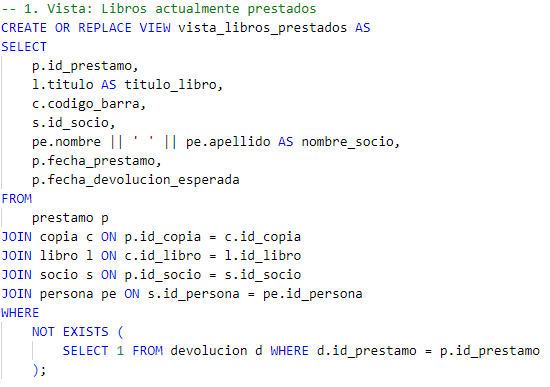 -- 1. Vista: Libros actualmente prestados
CREATE OR REPLACE VIEW vista_libros_prestados AS
SELECT
    p.id_prestamo,
    l.titulo AS titulo_libro,
    c.codigo_barra,
    s.id_socio,
    pe.nombre || ' ' || pe.apellido AS nombre_socio,
    p.fecha_prestamo,
    p.fecha_devolucion_esperada
FROM
    prestamo p
JOIN copia c ON p.id_copia = c.id_copia
JOIN libro l ON c.id_libro = l.id_libro
JOIN socio s ON p.id_socio = s.id_socio
JOIN persona pe ON s.id_persona = pe.id_persona
WHERE
    NOT EXISTS (
        SELECT 1 FROM devolucion d WHERE d.id_prestamo = p.id_prestamo
    );